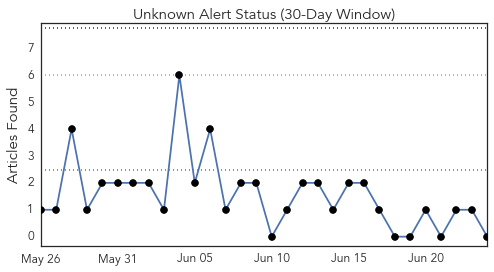 Unknown Alert Status (30-Day Window)
Articles Found
7
6
5
4
3
2
1
0
May 26
May 31
Jun 05
Jun 10
Jun 15
Jun 20